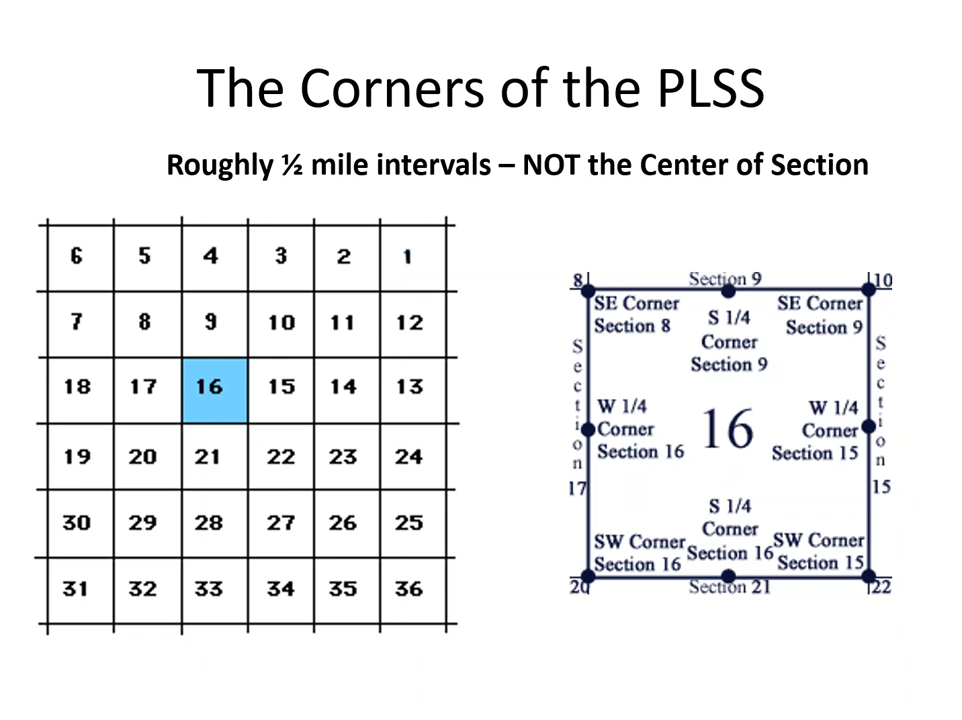 The Corners of the PLSS
Roughly ½ mile intervals – NOT the Center of Section
6 5 4 3 2 1
7 8 9 10 11 12
18 17 16 15 14 13
19 20 21 22 23 24
30 29 28 27 26 25
31 32 33 34 35 36
8 Section 9 10
SE Corner
Section 8
S 1/4
Corner
Section 9
SE Corner
Section 9
Section
17
W 1/4
Corner
Section 16
16
W 1/4
Corner
Section 15
Section
15
SW Corner
Section 16
S 1/4
Corner
Section 16
SW Corner
Section 15
20 Section 21 22